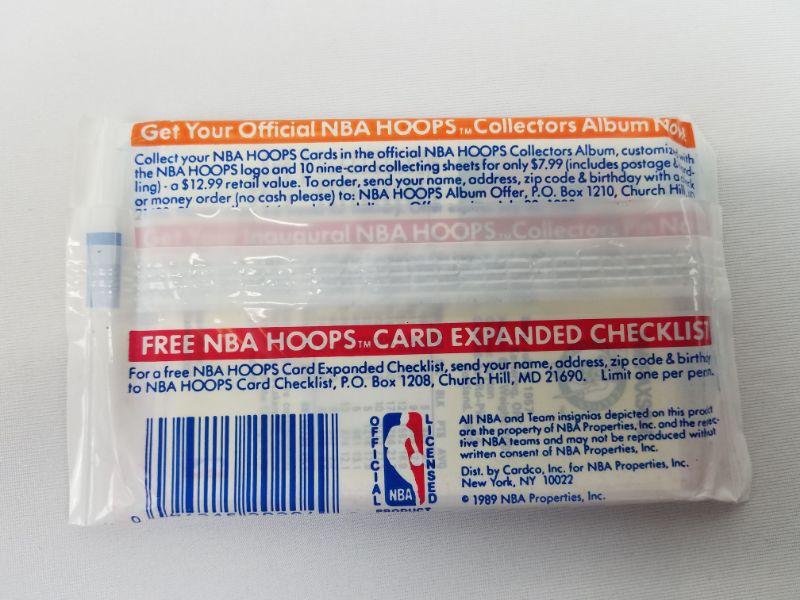 Get Your Official NBA HOOPS™ Collectors Album Now
Collect your NBA HOOPS Cards in the official NBA HOOPS Collectors Album, customized with
the NBA HOOPS logo and 10 nine-card collecting sheets for only $7.99 (includes postage &
ling) - a $12.99 retail value. To order, send your name, address, zip code & birthday with a
or money order (no cash please) to: NBA HOOPS Album Offer, P.O. Box 1210, Church Hill,
Get Your Inaugural NBA HOOPS™ Collectors
FREE NBA HOOPS™ CARD EXPANDED CHECKLIST
For a free NBA HOOPS Card Expanded Checklist, send your name, address, zip code & birthday
to NBA HOOPS Card Checklist, P.O. Box 1208, Church Hill, MD 21690. Limit one per
OFFICIAL
NBA
LICENSED
PRODUCT
All NBA and Team insignias depicted on this product
are the property of NBA Properties, Inc. and the respec-
tive NBA teams and may not be reproduced without
written consent of NBA Properties, Inc.
Dist. by Cardco, Inc. for NBA Properties, Inc.
New York, NY 10022
© 1989 NBA Properties, Inc.